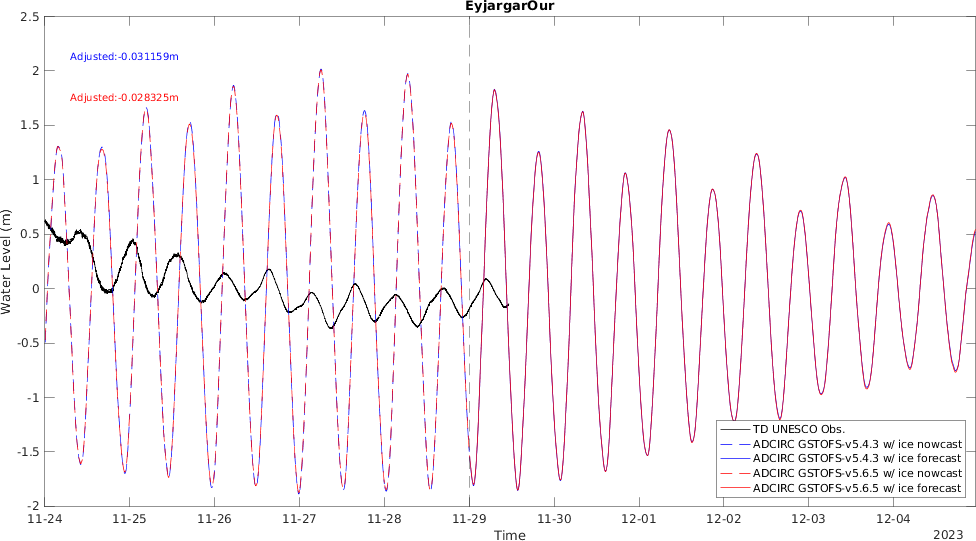 EyjargarOur
2.5
2
1.5
1
0.5
0
-0.5
-1
-1.5
-2
Water Level (m)
Adjusted:-0.031159m
Adjusted:-0.028325m
TD UNESCO Obs.
ADCIRC GSTOFS-v5.4.3 w/ ice nowcast
ADCIRC GSTOFS-v5.4.3 w/ ice forecast
ADCIRC GSTOFS-v5.6.5 w/ ice nowcast
ADCIRC GSTOFS-v5.6.5 w/ ice forecast
11-24 11-25 11-26 11-27 11-28 11-29 11-30 12-01 12-02 12-03 12-04
Time
2023